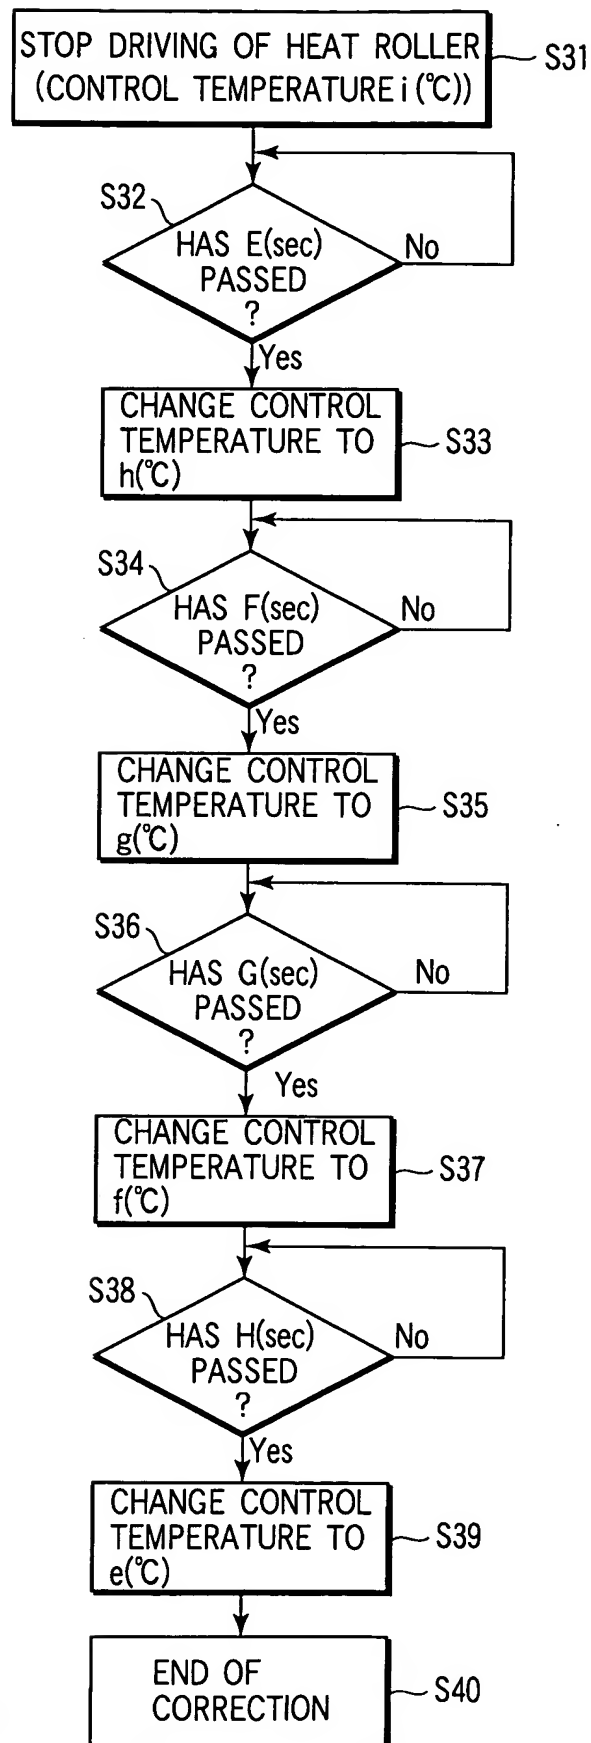 STOP DRIVING OF HEAT ROLLER
(CONTROL TEMPERATURE i (℃))
S31
S32
HAS E(sec)
PASSED
?
No
Yes
CHANGE CONTROL
TEMPERATURE TO
h(℃)
S33
S34
HAS F(sec)
PASSED
?
No
Yes
CHANGE CONTROL
TEMPERATURE TO
g(℃)
S35
S36
HAS G(sec)
PASSED
?
No
Yes
CHANGE CONTROL
TEMPERATURE TO
f(℃)
S37
S38
HAS H(sec)
PASSED
?
No
Yes
CHANGE CONTROL
TEMPERATURE TO
e(℃)
S39
END OF
CORRECTION
S40